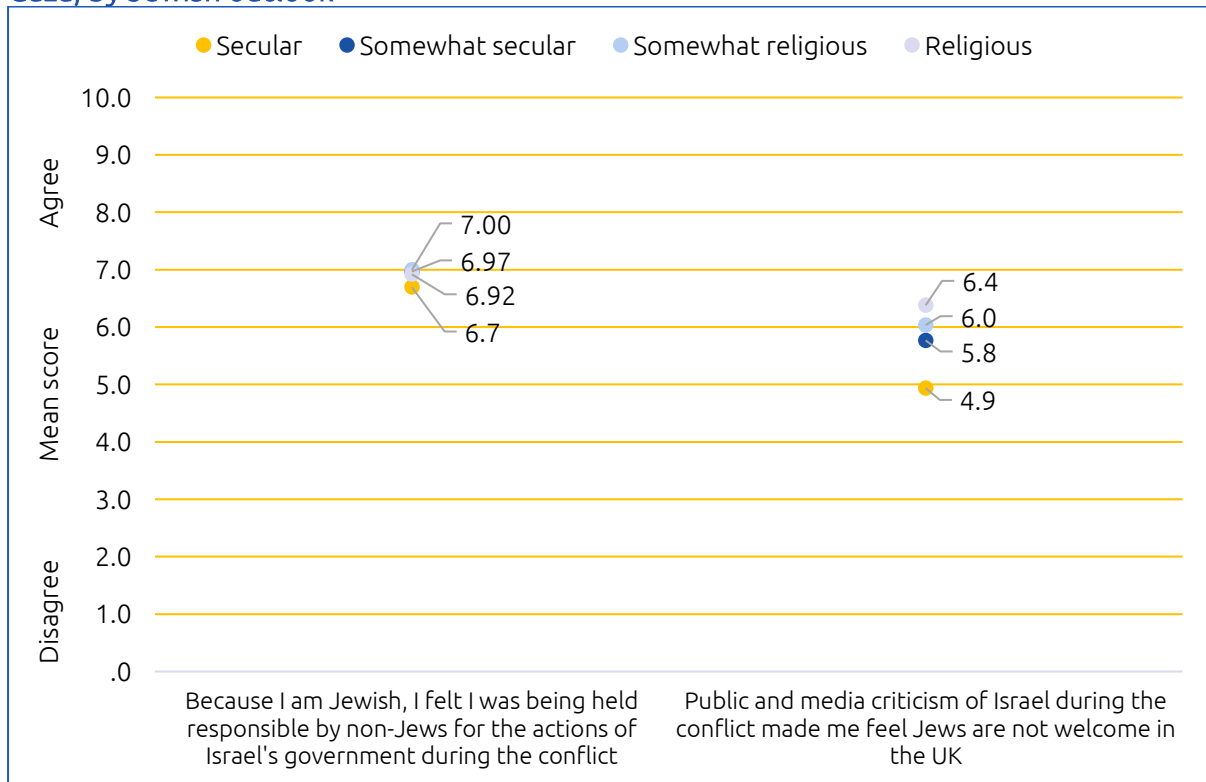 Secular Somewhat secular Somewhat religious Religious
10.0
9.0
8.0
7.0
6.0
5.0
4.0
3.0
2.0
1.0
.0
Agree
Mean score
Disagree
7.00
6.97
6.92
6.7
6.4
6.0
5.8
4.9
Because I am Jewish, I felt I was being held
responsible by non-Jews for the actions of
Israel's government during the conflict
Public and media criticism of Israel during the
conflict made me feel Jews are not welcome in
the UK